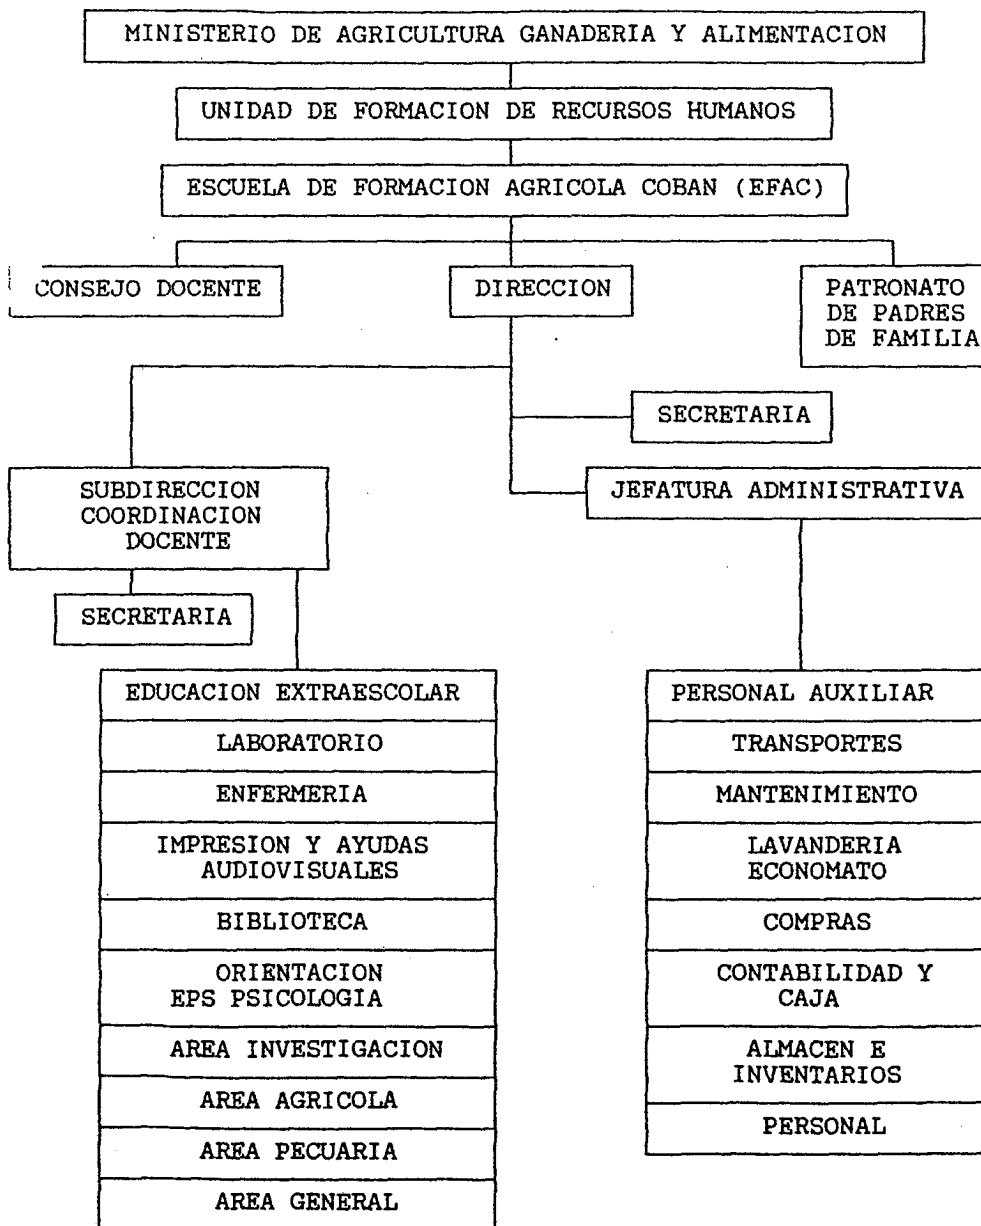 MINISTERIO DE AGRICULTURA GANADERIA Y ALIMENTACION
UNIDAD DE FORMACION DE RECURSOS HUMANOS
ESCUELA DE FORMACION AGRICOLA COBAN (EFAC)
CONSEJO DOCENTE
DIRECCION
PATRONATO
DE PADRES
DE FAMILIA
SECRETARIA
SUBDIRECCION
COORDINACION
DOCENTE
JEFATURA ADMINISTRATIVA
SECRETARIA
EDUCACION EXTRAESCOLAR
LABORATORIO
ENFERMERIA
IMPRESION Y AYUDAS
AUDIOVISUALES
BIBLIOTECA
ORIENTACION
EPS PSICOLOGIA
AREA INVESTIGACION
AREA AGRICOLA
AREA PECUARIA
AREA GENERAL
PERSONAL AUXILIAR
TRANSPORTES
MANTENIMIENTO
LAVANDERIA
ECONOMATO
COMPRAS
CONTABILIDAD Y
CAJA
ALMACEN E
INVENTARIOS
PERSONAL